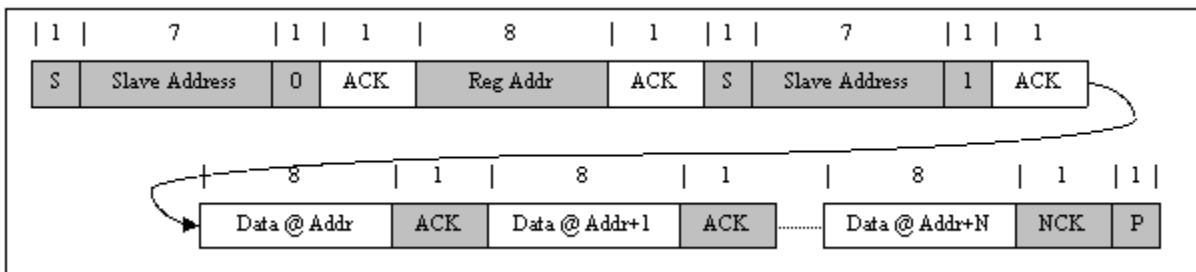 | 1 | 7 | 1 | 1 | 8 | 1 | 1 | 7 | 1 | 1
S Slave Address 0 ACK Reg Addr ACK S Slave Address 1 ACK
| 8 | 1 | 8 | 1 | 8 | 1 | 1 |
Data @ Addr ACK Data @ Addr+1 ACK ........... Data @ Addr+N NCK P